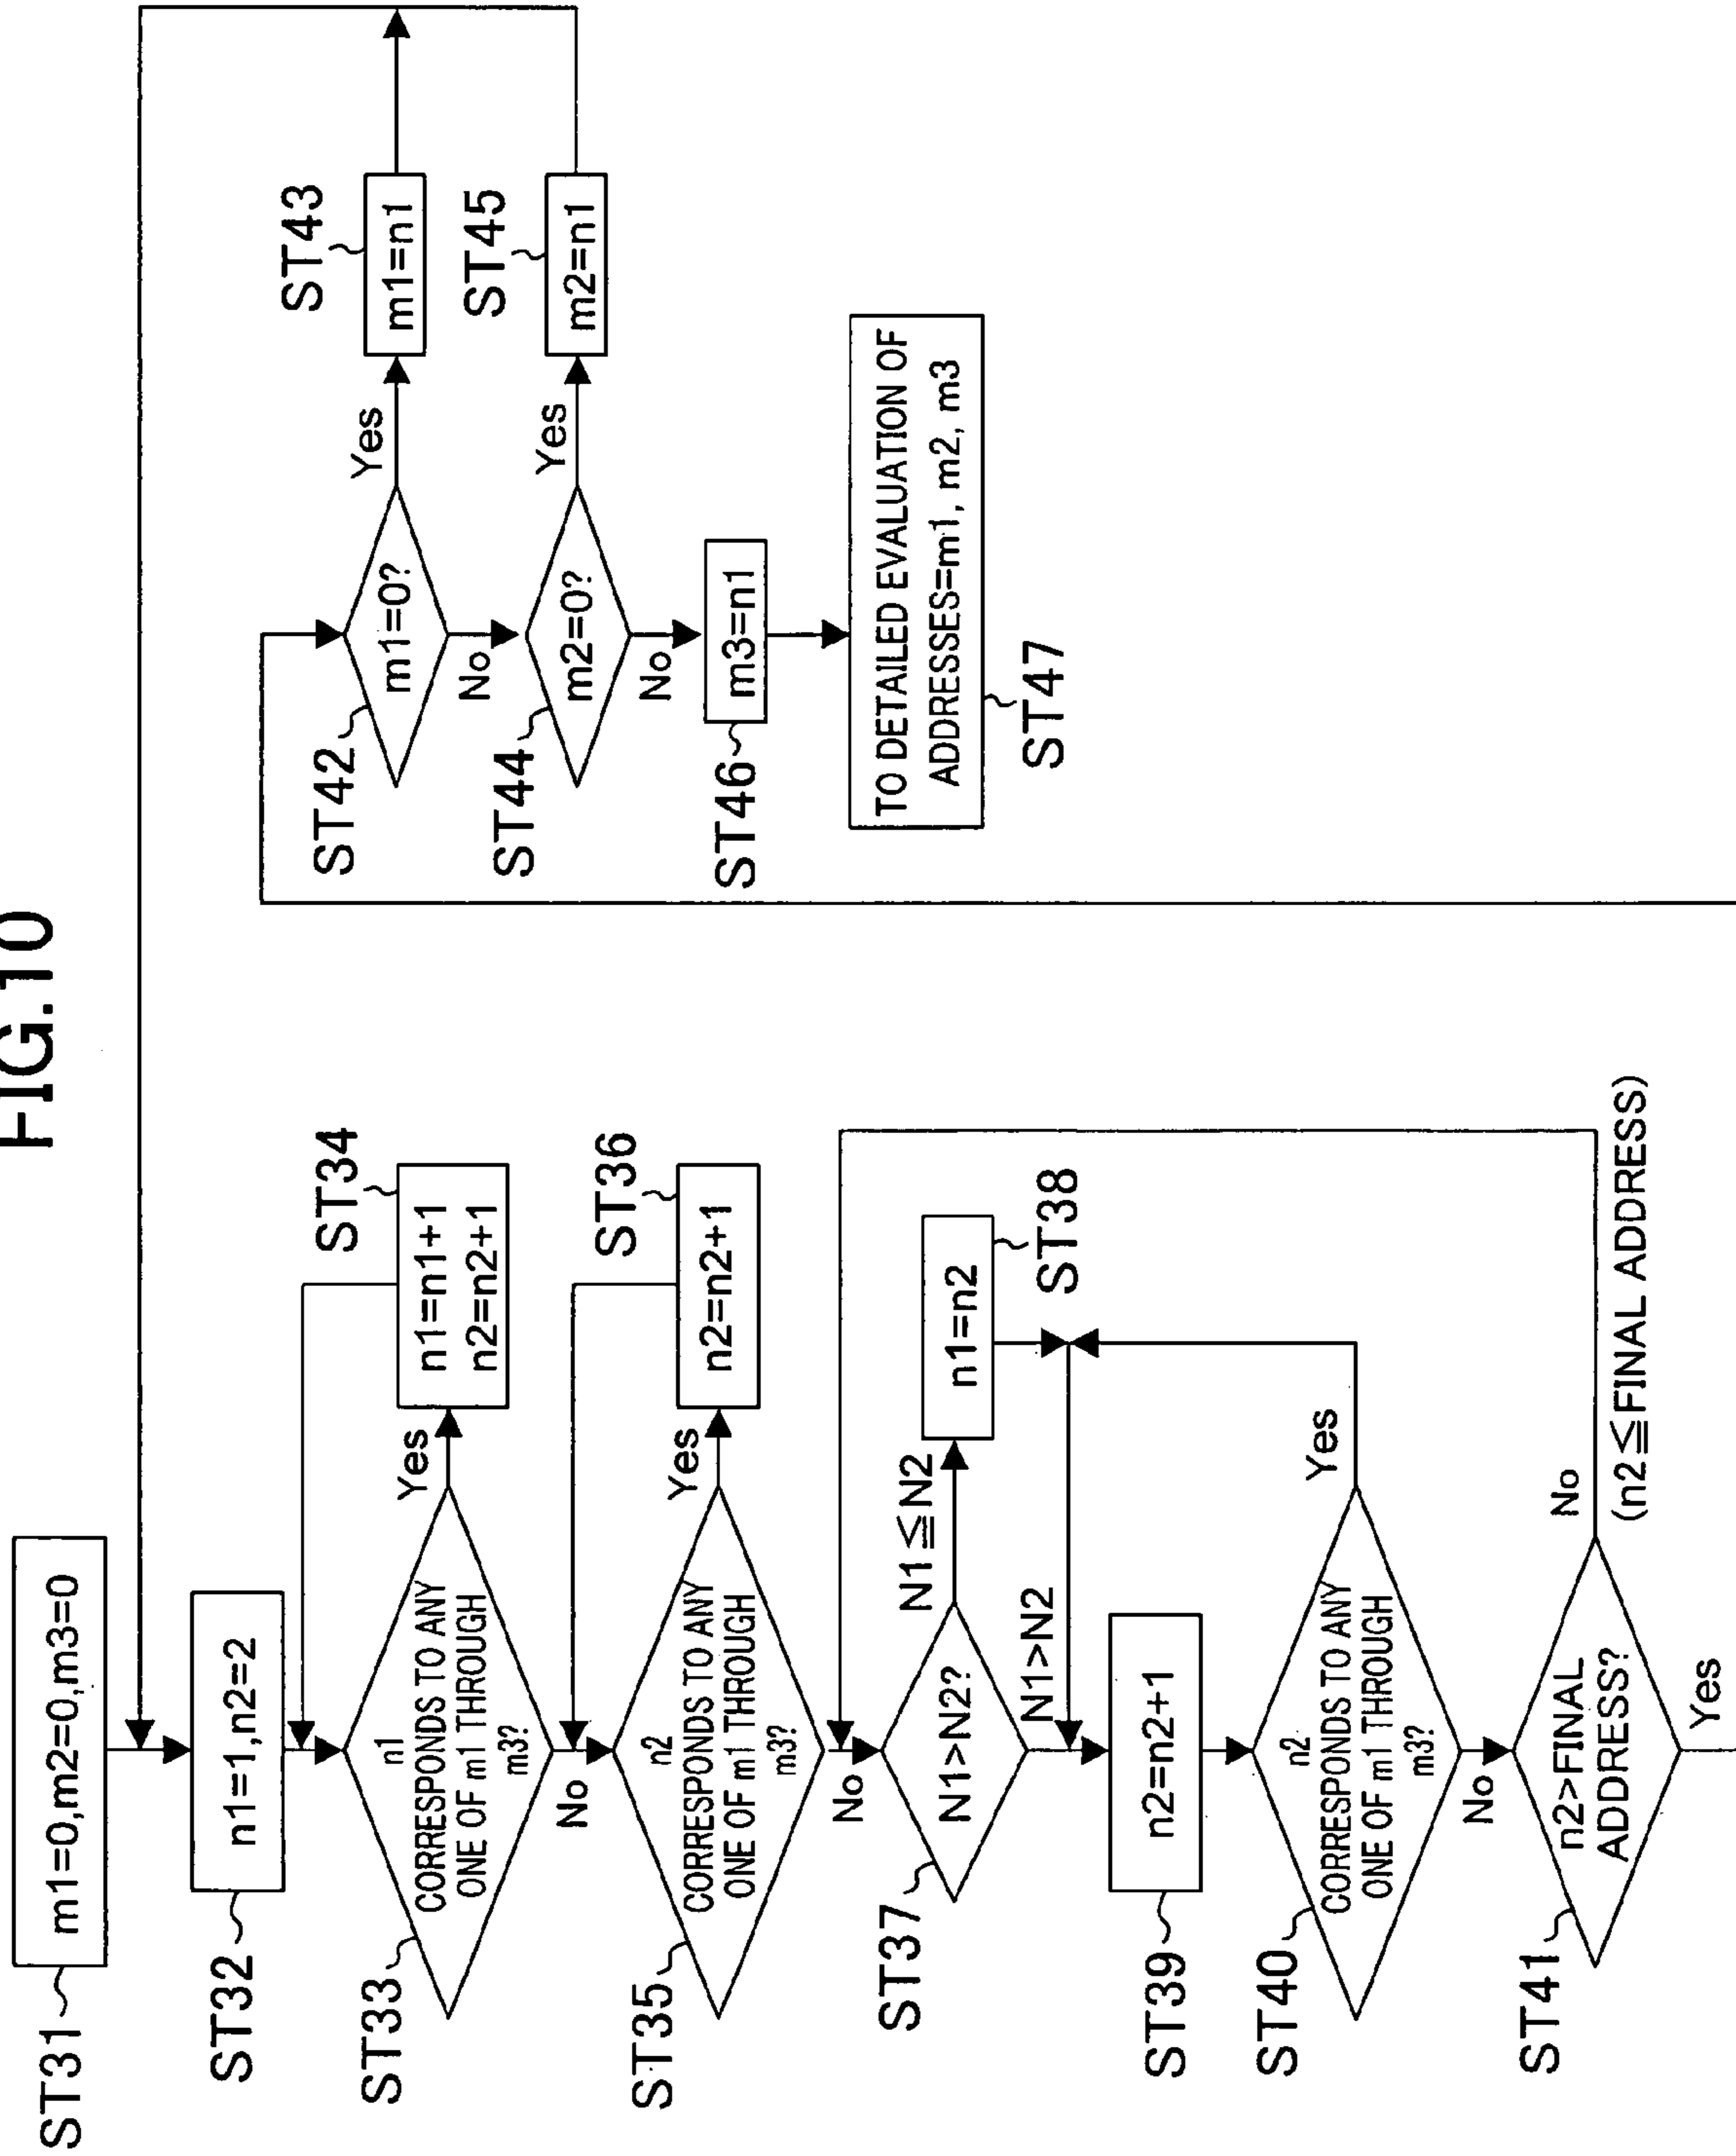 FIG.10
ST31
m1=0,m2=0,m3=0
ST32
n1=1,n2=2
ST33
n1
CORRESPONDS TO ANY
ONE OF m1 THROUGH
m3?
Yes
No
ST34
n1=n1+1
n2=n2+1
ST35
n2
CORRESPONDS TO ANY
ONE OF m1 THROUGH
m3?
Yes
No
ST36
n2=n2+1
ST37
N1>N2?
N1≦N2
N1>N2
ST38
n1=n2
ST39
n2=n2+1
ST40
n2
CORRESPONDS TO ANY
ONE OF m1 THROUGH
m3?
Yes
No
ST41
n2>FINAL
ADDRESS?
No
(n2≦FINAL ADDRESS)
Yes
ST42
m1=0?
Yes
No
ST43
m1=n1
ST44
m2=0?
Yes
No
ST45
m2=n1
ST46
m3=n1
TO DETAILED EVALUATION OF
ADDRESSES=m1, m2, m3
ST47